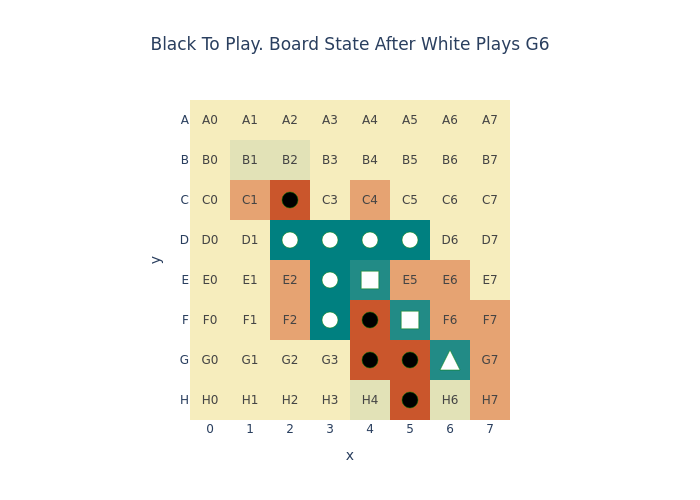 Black To Play. Board State After White Plays G6
A A0 A1 A2 A3 A4 A5 A6 A7
B B0 B1 B2 B3 B4 B5 B6 B7
C C0 C1 C3 C4 C5 C6 C7
D D0 D1 D6 D7
y
E E0 E1 E2 E5 E6 E7
F F0 F1 F2 F6 F7
G G0 G1 G2 G3 G7
H H0 H1 H2 H3 H4 H6 H7
0 1 2 3 4 5 6 7
x